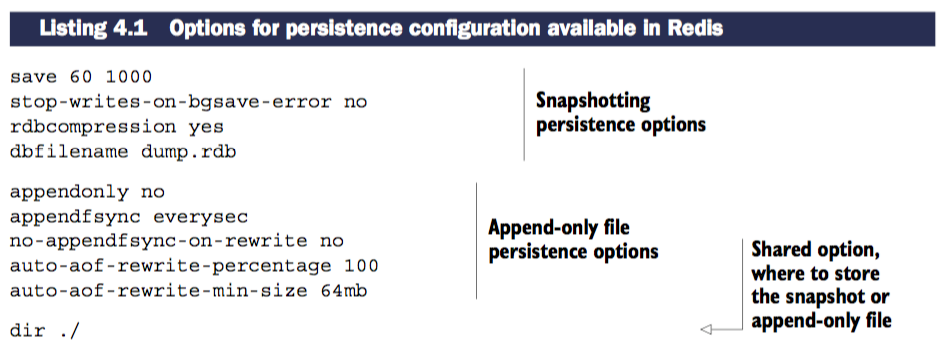 Listing 4.1 Options for persistence configuration available in Redis
save 60 1000
stop-writes-on-bgsave-error no
rdbcompression yes
dbfilename dump.rdb
Snapshotting
persistence options
appendonly no
appendfsync everysec
no-appendfsync-on-rewrite no
auto-aof-rewrite-percentage 100
auto-aof-rewrite-min-size 64mb
Append-only file
persistence options
dir ./
Shared option,
where to store
the snapshot or
append-only file